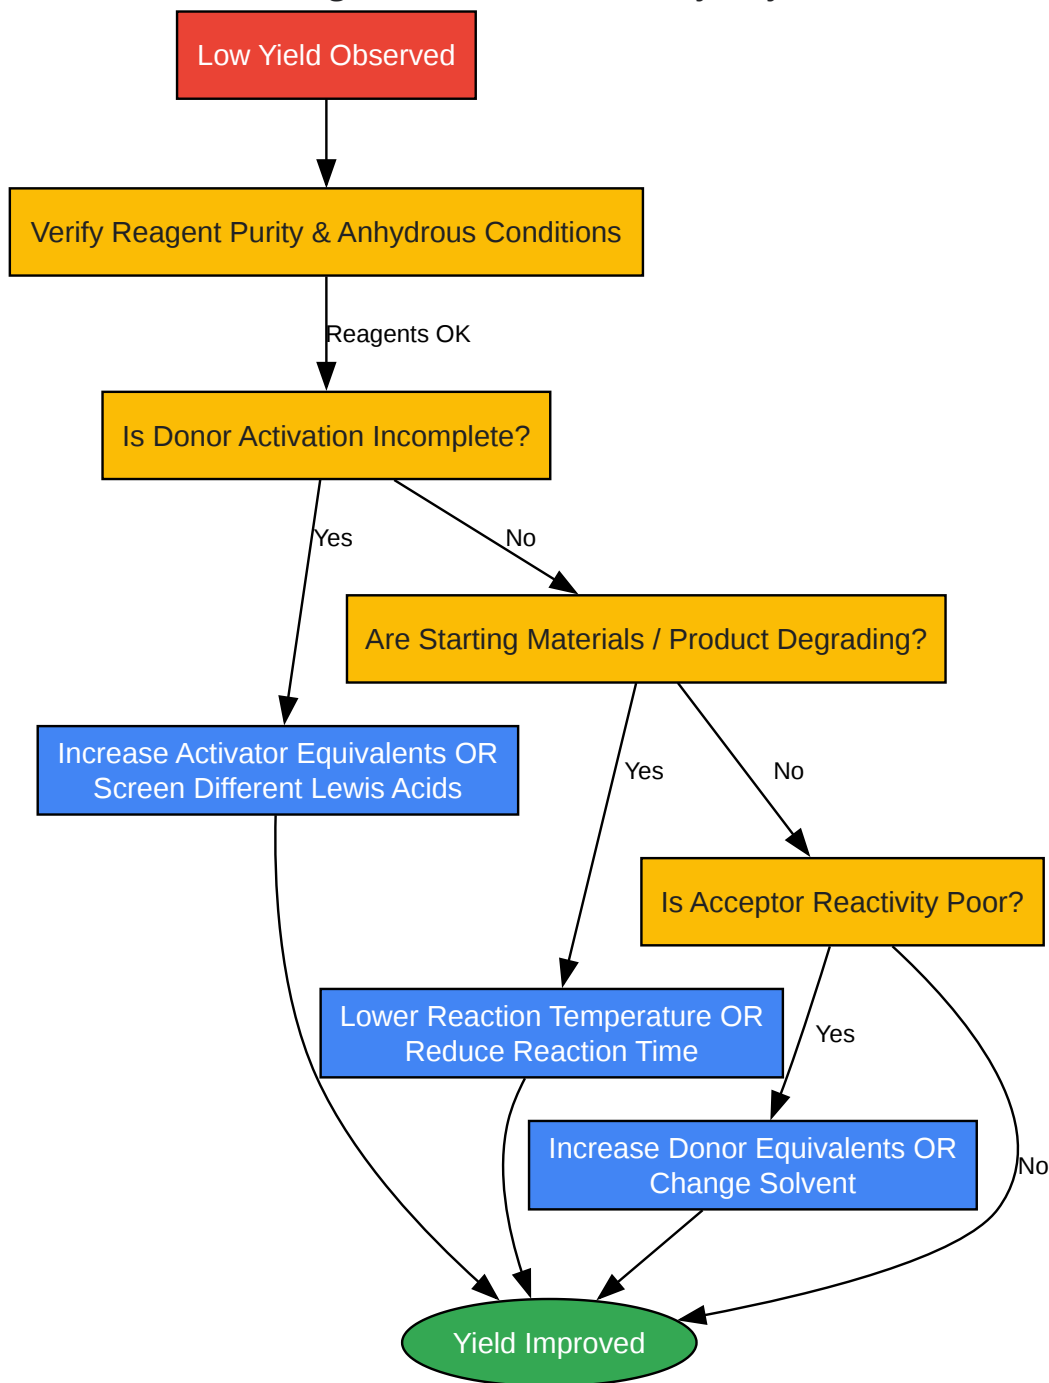 Low Yield Observed
Verify Reagent Purity & Anhydrous Conditions
Reagents OK
Is Donor Activation Incomplete?
Yes
No
Are Starting Materials / Product Degrading?
Increase Activator Equivalents OR
Screen Different Lewis Acids
Yes
No
Is Acceptor Reactivity Poor?
Lower Reaction Temperature OR
Reduce Reaction Time
Yes
Increase Donor Equivalents OR
Change Solvent
No
Yield Improved